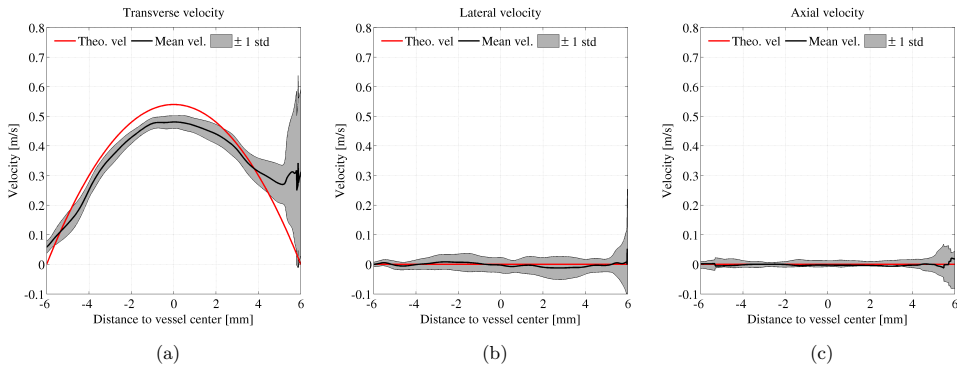 Transverse velocity
Theo. vel Mean vel. ± 1 std
0.8
0.7
0.6
0.5
0.4
0.3
0.2
0.1
0
-0.1
Velocity [m/s]
-6 -4 -2 0 2 4 6
Distance to vessel center [mm]
(a)
Lateral velocity
Theo. vel Mean vel. ± 1 std
0.8
0.7
0.6
0.5
0.4
0.3
0.2
0.1
0
-0.1
Velocity [m/s]
-6 -4 -2 0 2 4 6
Distance to vessel center [mm]
(b)
Axial velocity
Theo. vel Mean vel. ± 1 std
0.8
0.7
0.6
0.5
0.4
0.3
0.2
0.1
0
-0.1
Velocity [m/s]
-6 -4 -2 0 2 4 6
Distance to vessel center [mm]
(c)